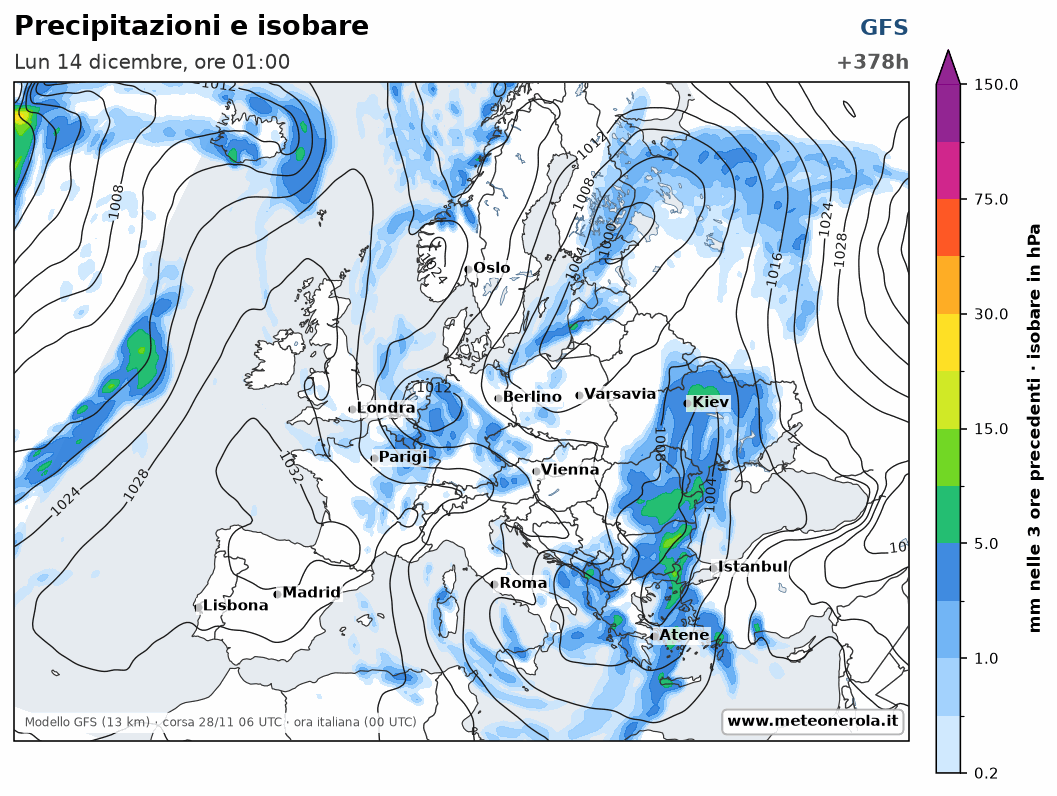 Precipitazioni e isobare
GFS
Lun 14 dicembre, ore 01:00
+378h
1012
1008
1012
1008
1004
1000
1024
1028
1016
1024
Oslo
1012
Berlino
Varsavia
Kiev
Londra
Parigi
Vienna
1008
1004
1032
1028
1024
Istanbul
Roma
Madrid
Lisbona
Atene
Modello GFS (13 km) · corsa 28/11 06 UTC · ora italiana (00 UTC)
www.meteonerola.it
150.0
75.0
30.0
15.0
5.0
1.0
0.2
mm nelle 3 ore precedenti · isobare in hPa